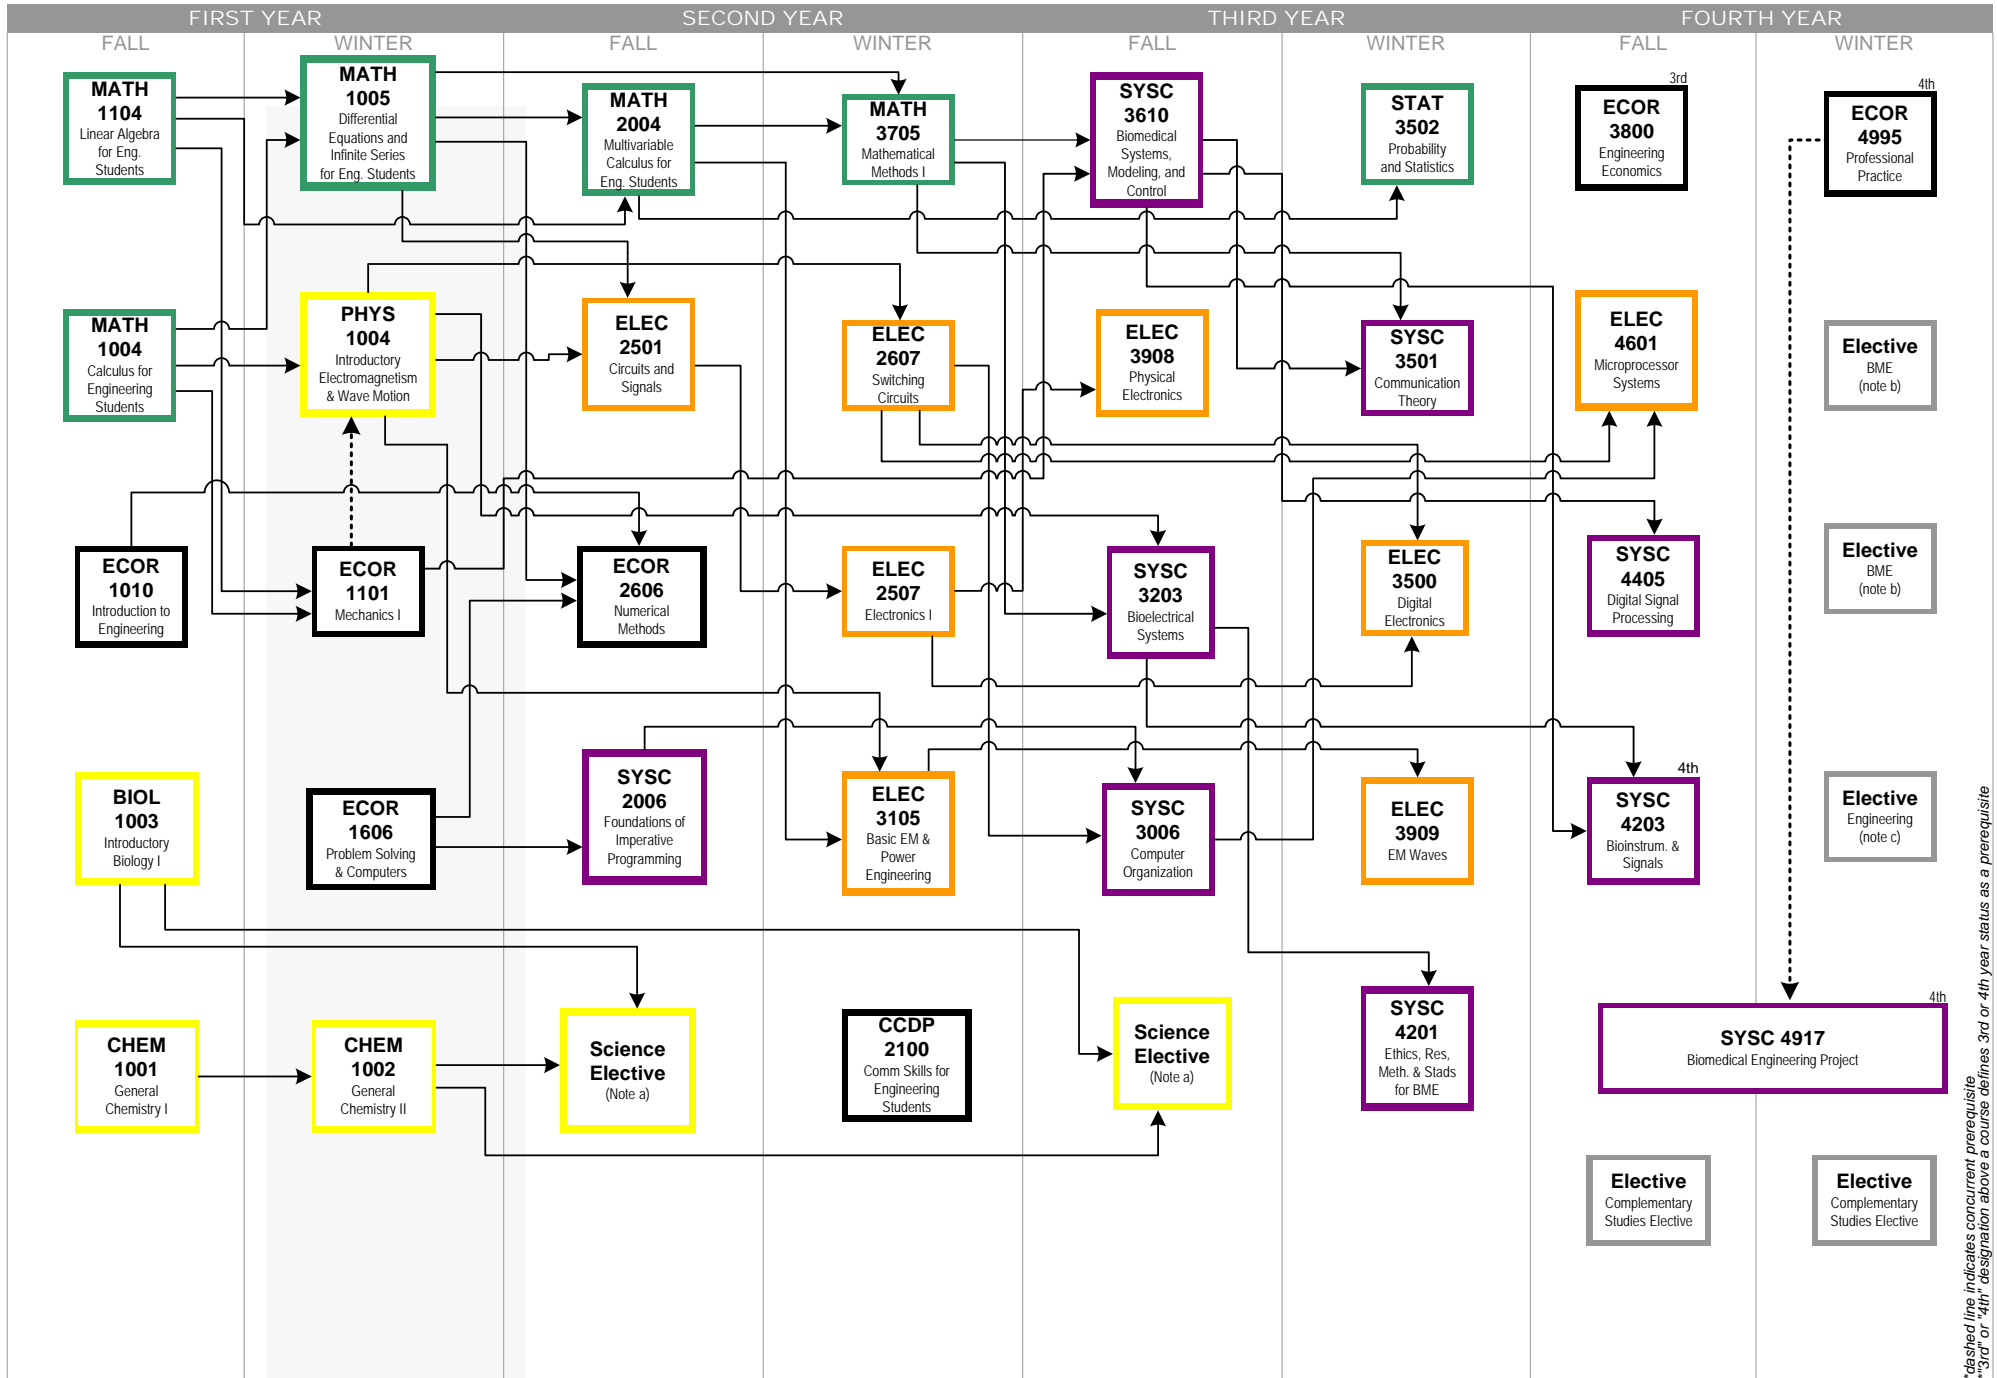 FIRST YEAR
SECOND YEAR
THIRD YEAR
FOURTH YEAR
FALL
WINTER
FALL
WINTER
FALL
WINTER
FALL
WINTER
MATH
1104
Linear Algebra
for Eng.
Students
MATH
1005
Differential
Equations and
Infinite Series
for Eng. Students
MATH
2004
Multivariable
Calculus for
Eng. Students
MATH
3705
Mathematical
Methods I
SYSC
3610
Biomedical
Systems,
Modeling, and
Control
STAT
3502
Probability
and Statistics
3rd
ECOR
3800
Engineering
Economics
4th
ECOR
4995
Professional
Practice
MATH
1004
Calculus for
Engineering
Students
PHYS
1004
Introductory
Electromagnetism
& Wave Motion
ELEC
2501
Circuits and
Signals
ELEC
2607
Switching
Circuits
ELEC
3908
Physical
Electronics
SYSC
3501
Communication
Theory
ELEC
4601
Microprocessor
Systems
Elective
BME
(note b)
ECOR
1010
Introduction to
Engineering
ECOR
1101
Mechanics I
ECOR
2606
Numerical
Methods
ELEC
2507
Electronics I
SYSC
3203
Bioelectrical
Systems
ELEC
3500
Digital
Electronics
SYSC
4405
Digital Signal
Processing
Elective
BME
(note b)
BIOL
1003
Introductory
Biology I
ECOR
1606
Problem Solving
& Computers
SYSC
2006
Foundations of
Imperative
Programming
ELEC
3105
Basic EM &
Power
Engineering
SYSC
3006
Computer
Organization
ELEC
3909
EM Waves
4th
SYSC
4203
Bioinstrum. &
Signals
Elective
Engineering
(note c)
CHEM
1001
General
Chemistry I
CHEM
1002
General
Chemistry II
Science
Elective
(Note a)
CCDP
2100
Comm Skills for
Engineering
Students
Science
Elective
(Note a)
SYSC
4201
Ethics, Res,
Meth. & Stads
for BME
4th
SYSC 4917
Biomedical Engineering Project
Elective
Complementary
Studies Elective
Elective
Complementary
Studies Elective
*dashed line indicates concurrent prerequisite
*"3rd" or "4th" designation above a course defines 3rd or 4th year status as a prerequisite